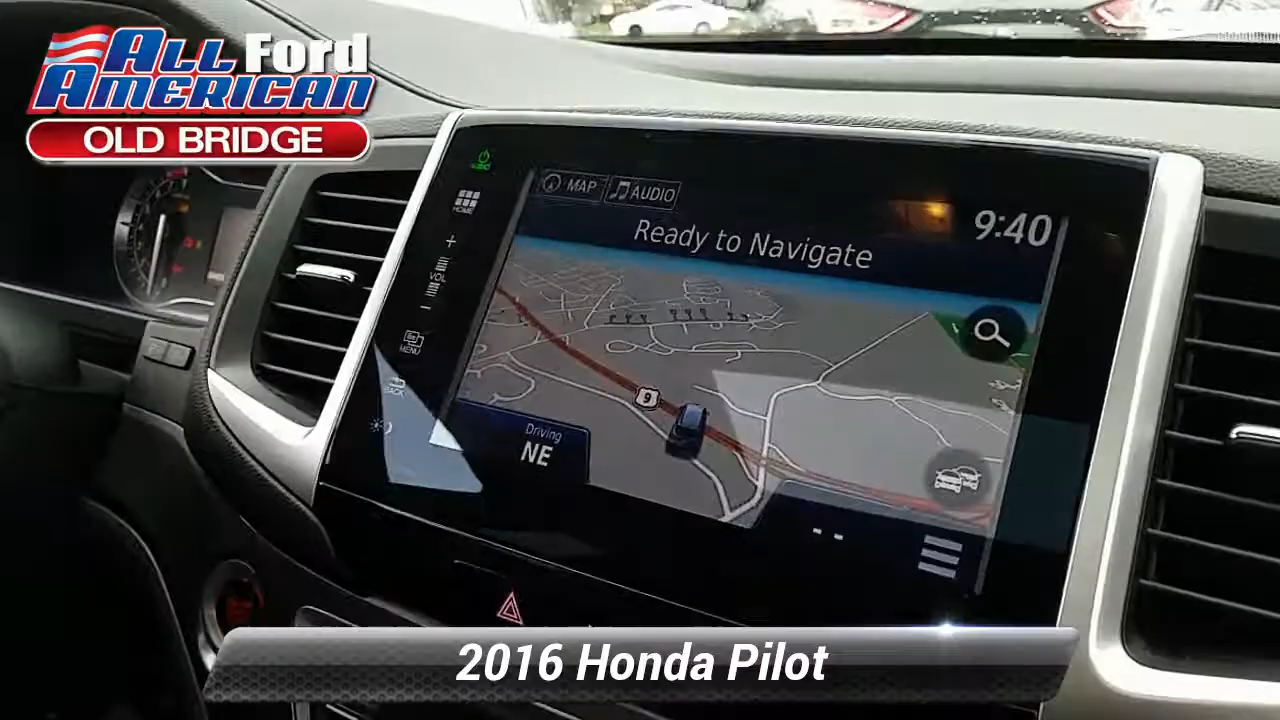 ALL Ford
AMERICAN
OLD BRIDGE
AUDIO
HOME
+
VOL
-
MENU
BACK
MAP
AUDIO
9:40
Ready to Navigate
9
Driving
NE
--
2016 Honda Pilot